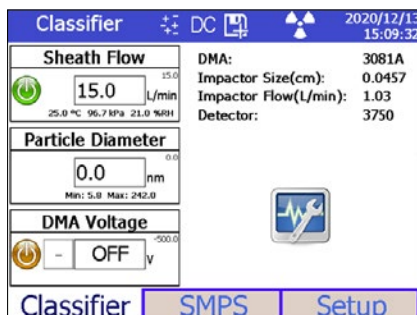 Classifier DC 2020/12/13
15:09:32
Sheath Flow
15.0
15.0 L/min
25.0 °C 96.7 kPa 21.0 %RH
Particle Diameter
0.0
0.0 nm
Min: 5.8 Max: 242.0
DMA Voltage
-500.0
- OFF V
DMA: 3081A
Impactor Size(cm): 0.0457
Impactor Flow(L/min): 1.03
Detector: 3750
Classifier SMPS Setup